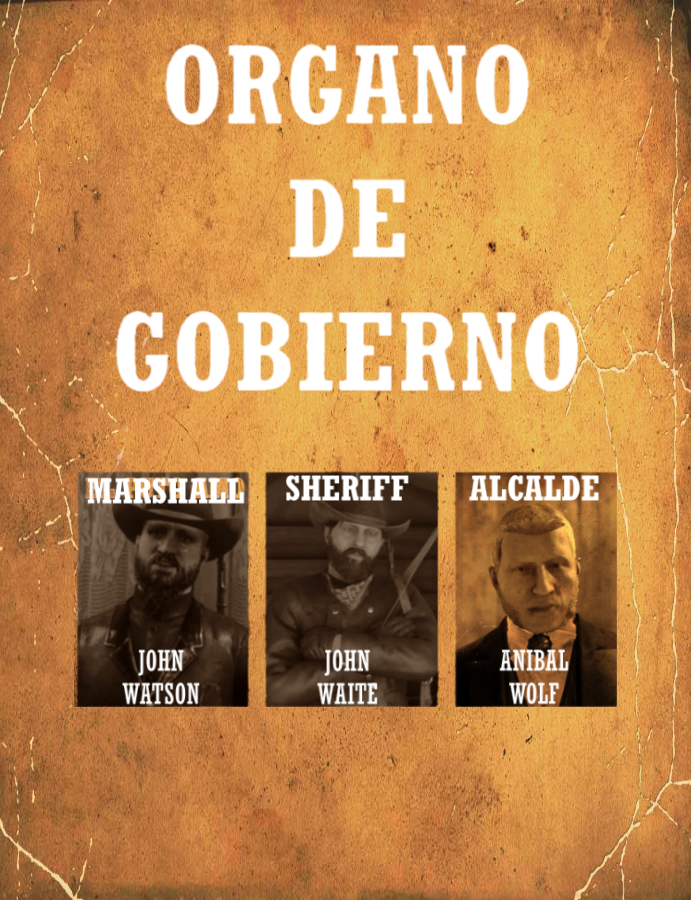 ORGANO
DE
GOBIERNO
MARSHALL
JOHN
WATSON
SHERIFF
JOHN
WAITE
ALCALDE
ANIBAL
WOLF